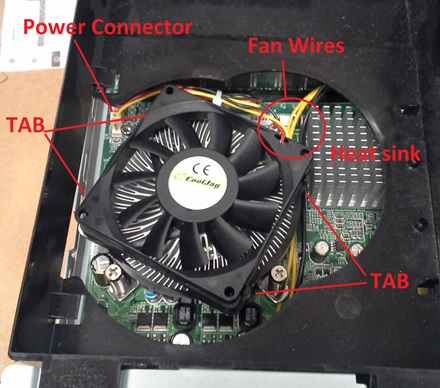 Power Connector
Fan Wires
TAB
Heat sink
CE
CoolJag
TAB